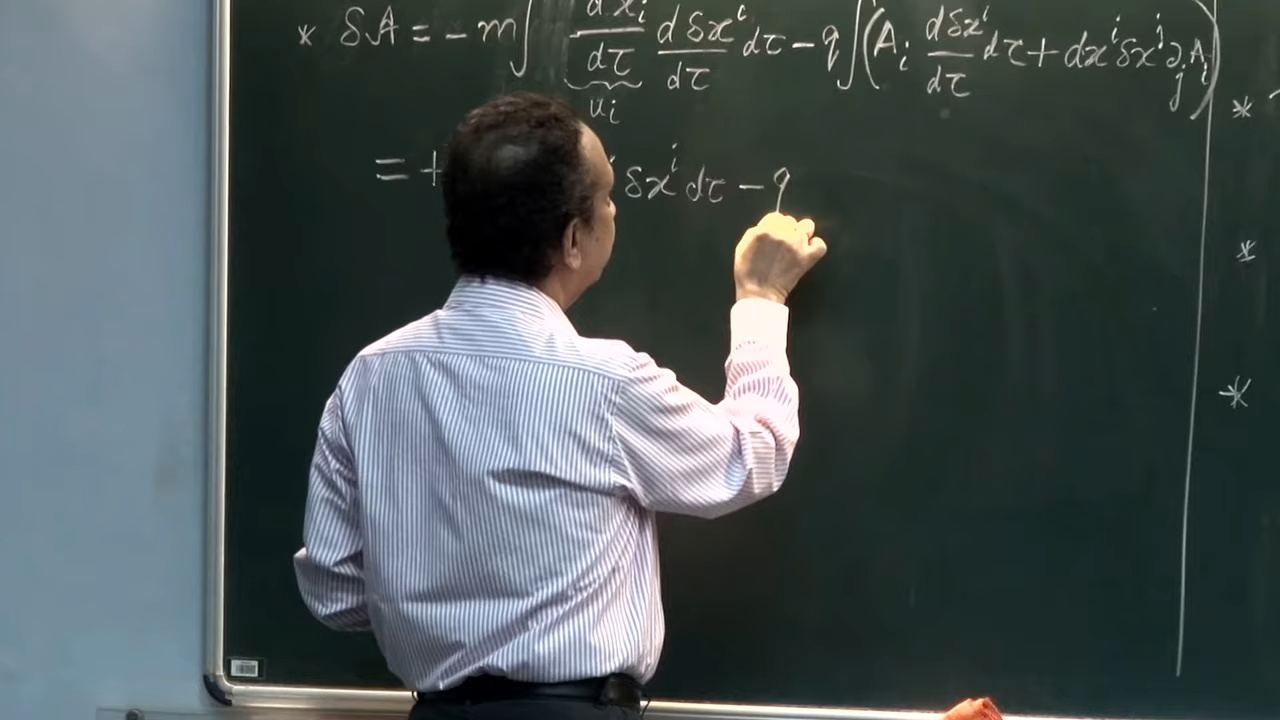 * δA = - m ∫ dx_i/dτ dδx^i/dτ dτ - q ∫ ( A_i dδx^i/dτ dτ + dx^i δx^j ∂_j A_i )
u_i
= + δx^i dτ - q
*
*
*